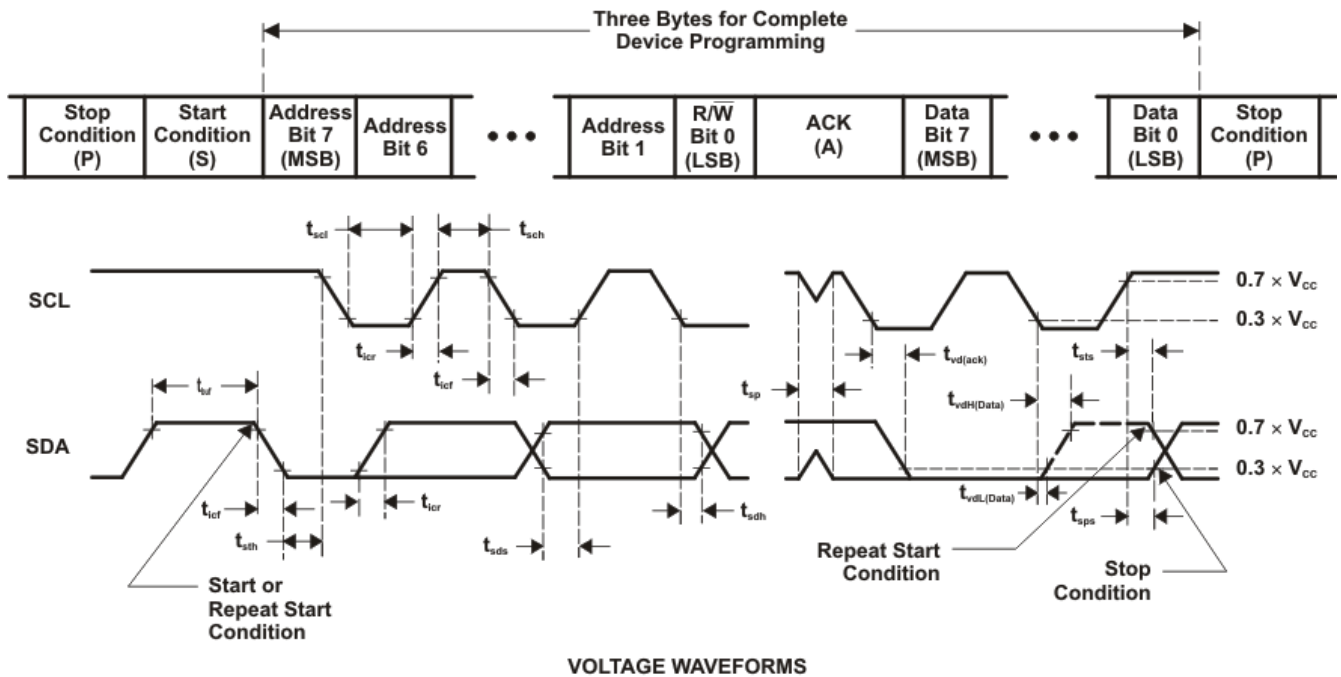 Three Bytes for Complete
Device Programming
Stop
Condition
(P)
Start
Condition
(S)
Address
Bit 7
(MSB)
Address
Bit 6
•••
Address
Bit 1
R/W̅
Bit 0
(LSB)
ACK
(A)
Data
Bit 7
(MSB)
•••
Data
Bit 0
(LSB)
Stop
Condition
(P)
tscl
tsch
SCL
0.7 × VCC
0.3 × VCC
ticr
ticf
tvd(ack)
tsts
tsp
tvdH(Data)
tbuf
SDA
0.7 × VCC
0.3 × VCC
ticf
ticr
tsth
tsds
tsdh
tvdL(Data)
tsps
Start or
Repeat Start
Condition
Repeat Start
Condition
Stop
Condition
VOLTAGE WAVEFORMS